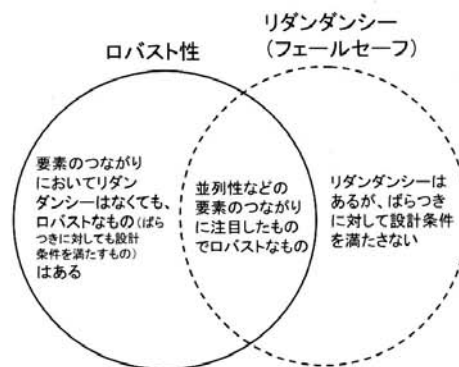 ロバスト性
リダンダンシー
（フェールセーフ）
要素のつながり
においてリダン
ダンシーはなくても、
ロバストなもの（ばら
つきに対しても設計
条件を満たすもの）
はある
並列性などの
要素のつながり
に注目したもの
でロバストなもの
リダンダンシーは
あるが、ばらつき
に対して設計条件
を満たさない